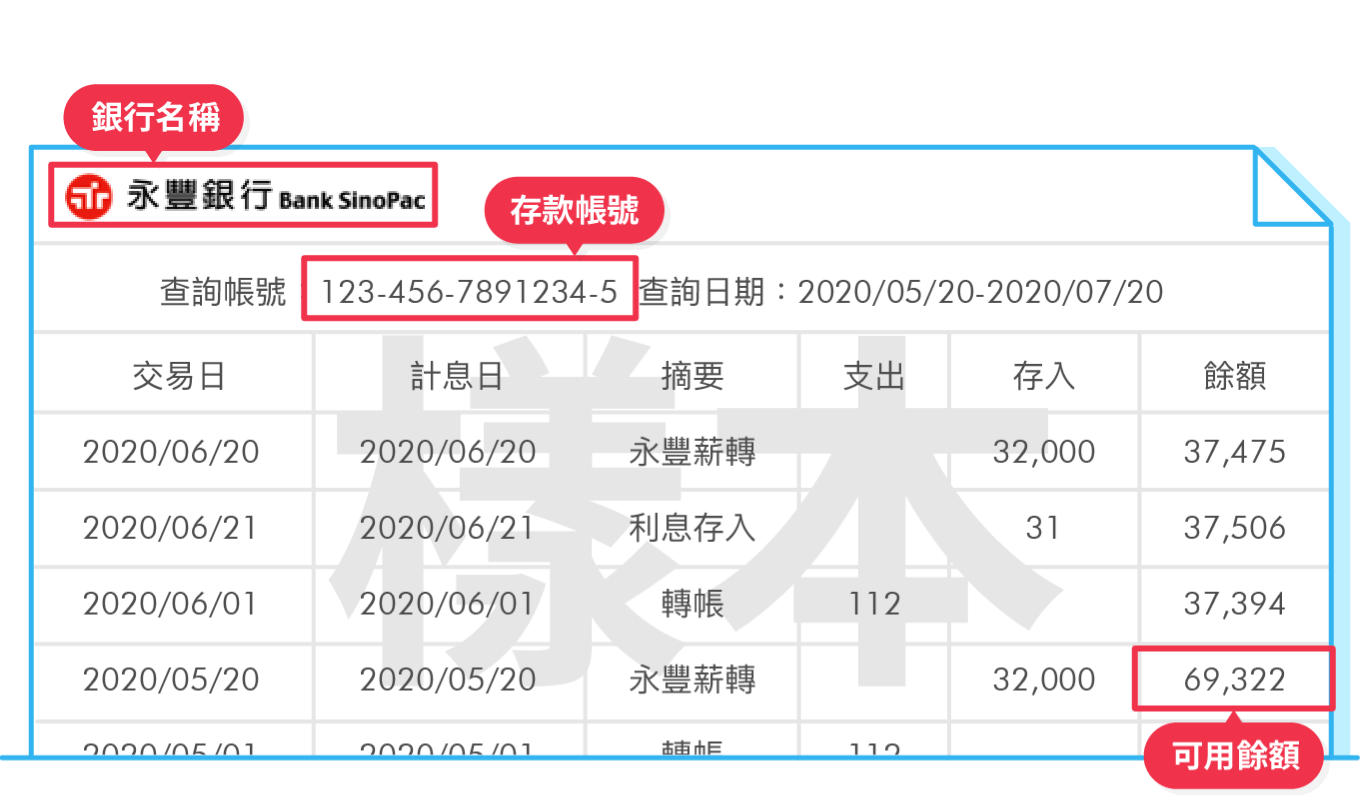 銀行名稱
永豐銀行 Bank SinoPac
存款帳號
查詢帳號：123-456-7891234-5 查詢日期：2020/05/20-2020/07/20
交易日 計息日 摘要 支出 存入 餘額
2020/06/20 2020/06/20 永豐薪轉 32,000 37,475
2020/06/21 2020/06/21 利息存入 31 37,506
2020/06/01 2020/06/01 轉帳 112 37,394
2020/05/20 2020/05/20 永豐薪轉 32,000 69,322
2020/05/01 2020/05/01 轉帳 112
可用餘額
樣本